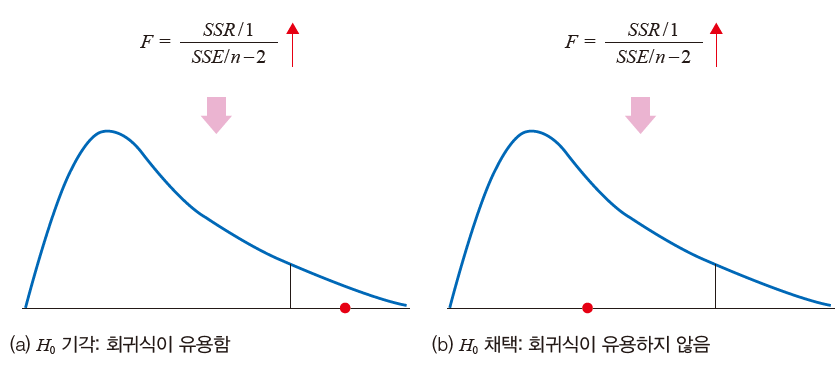 F = SSR/1 / SSE/n−2
F = SSR/1 / SSE/n−2
(a) H₀ 기각: 회귀식이 유용함
(b) H₀ 채택: 회귀식이 유용하지 않음